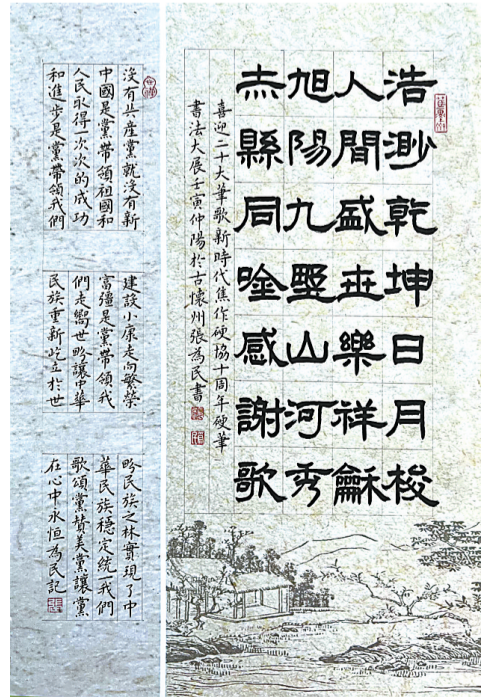 浩渺乾坤日月梭
人間盛世樂祥龢
旭陽九山河秀
赤縣同唫感謝歌
喜迎二十大華歌新時代焦作硬協十周年硬筆
書法大展壬寅仲陽於古懷州張為民書
沒有共産黨就沒有新
中國是黨帶領祖國和
人民取得一次次的成功
和進步是黨帶領我們
建設小康走向繁榮
富彊是黨帶領我
們走嚮世畍讓中華
民族重新屹立於世
畍民族之林實現了中
華民族穩定統一我們
歌頌黨贊美黨讓黨
在心中永恒為民記